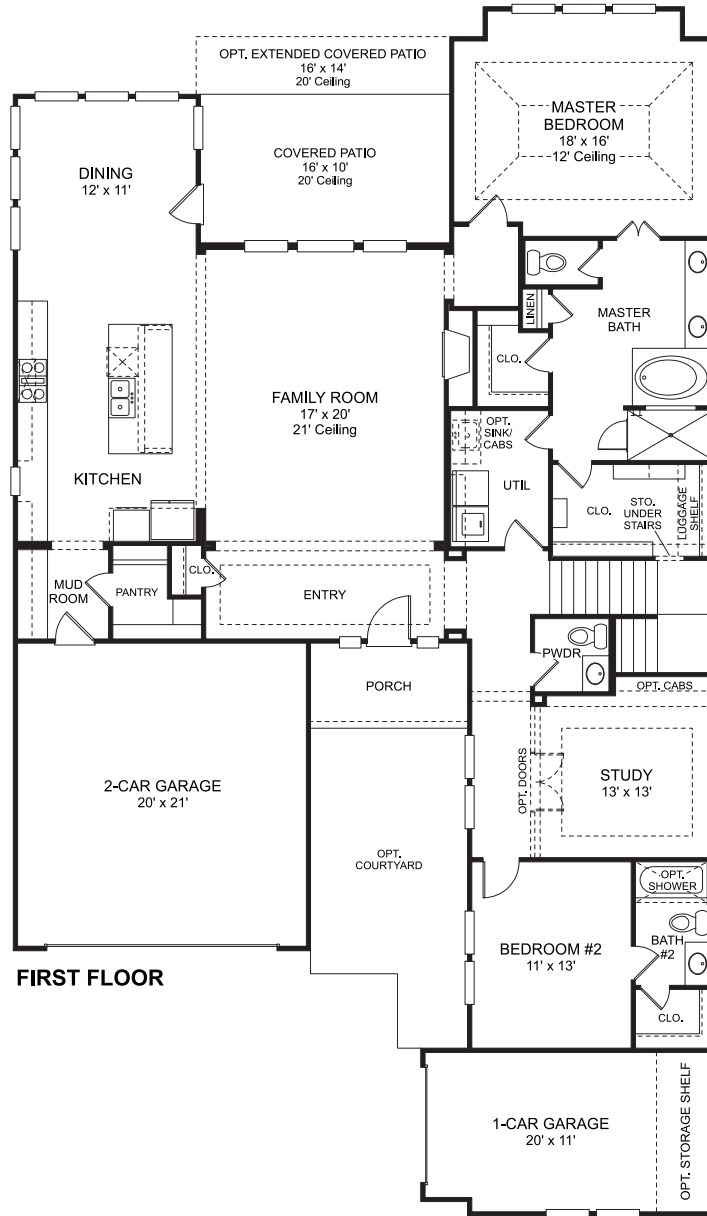 OPT. EXTENDED COVERED PATIO
16' x 14'
20' Ceiling
MASTER
BEDROOM
18' x 16'
12' Ceiling
COVERED PATIO
16' x 10'
20' Ceiling
DINING
12' x 11'
LINEN
MASTER
BATH
CLO.
FAMILY ROOM
17' x 20'
21' Ceiling
OPT.
SINK/
CABS
UTIL
KITCHEN
CLO.
STO.
UNDER
STAIRS
LUGGAGE
SHELF
MUD
ROOM
PANTRY
CLO.
ENTRY
PWDR
PORCH
OPT. CABS
2-CAR GARAGE
20' x 21'
OPT. DOORS
STUDY
13' x 13'
OPT.
COURTYARD
OPT.
SHOWER
BEDROOM #2
11' x 13'
BATH
#2
CLO.
FIRST FLOOR
1-CAR GARAGE
20' x 11'
OPT. STORAGE SHELF